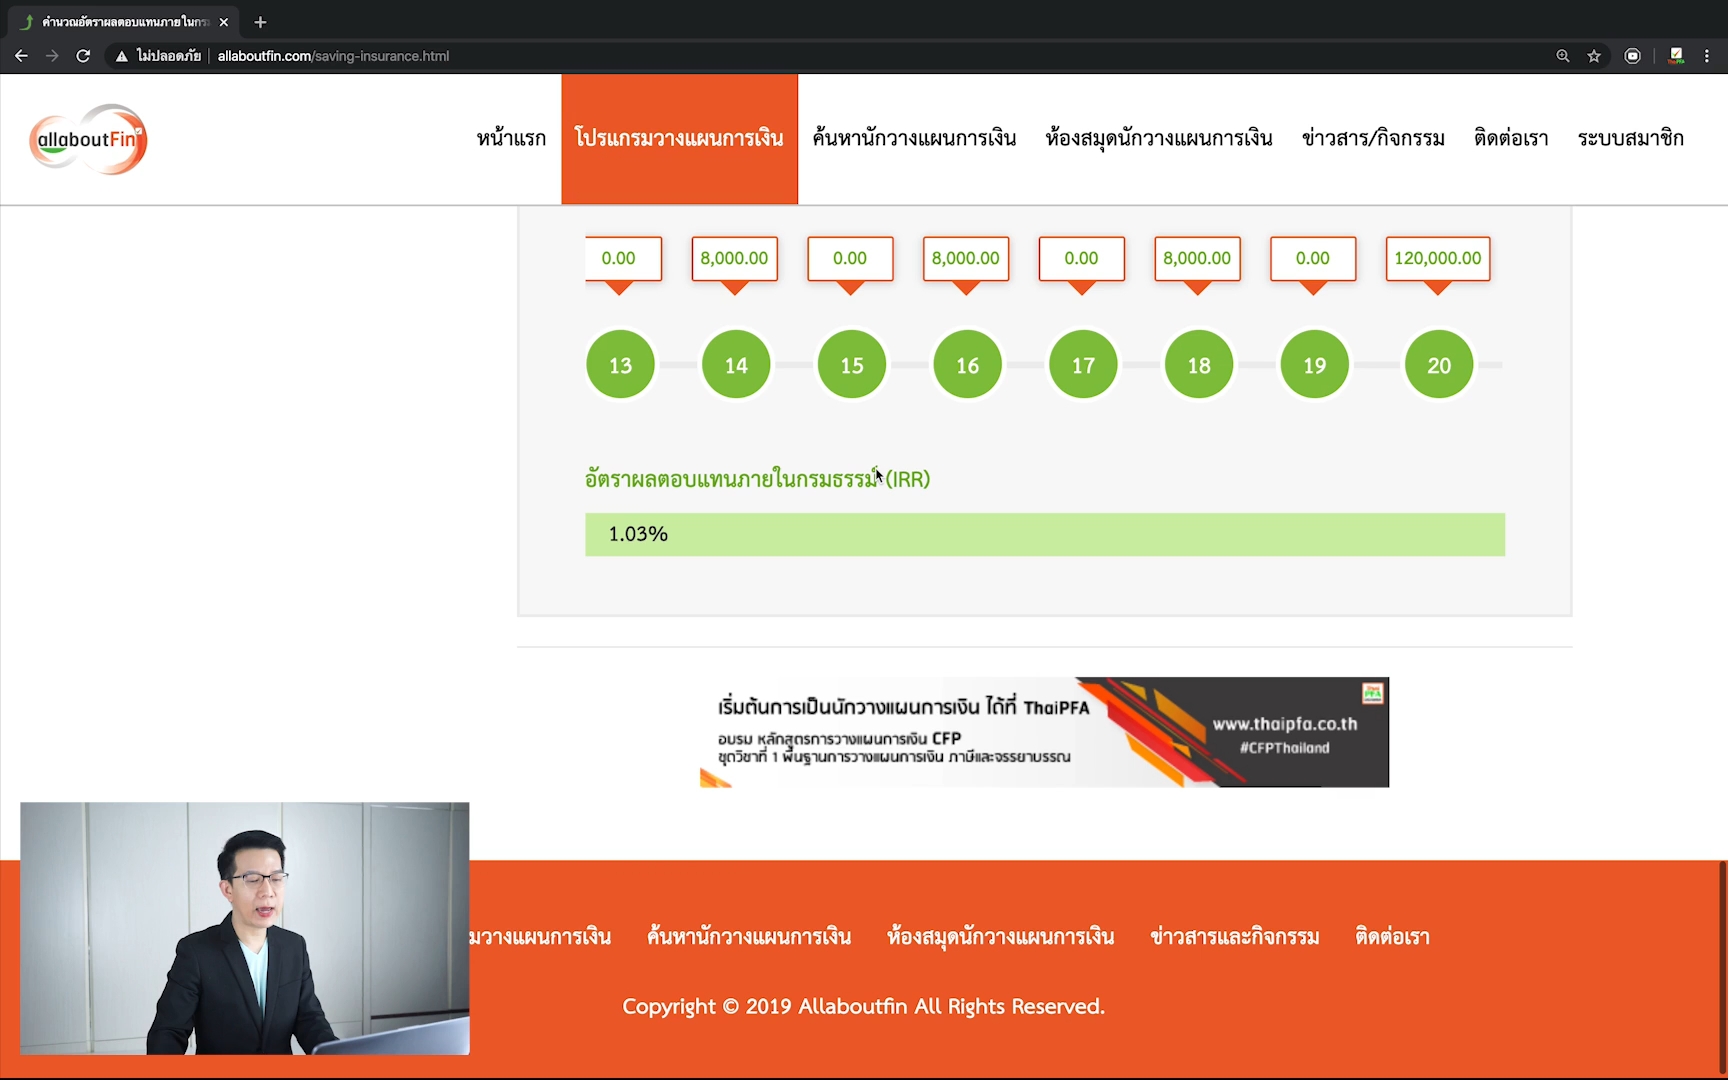 คำนวณอัตราผลตอบแทนภายในกร
ไม่ปลอดภัย allaboutfin.com/saving-insurance.html
allaboutFin
หน้าแรก โปรแกรมวางแผนการเงิน ค้นหานักวางแผนการเงิน ห้องสมุดนักวางแผนการเงิน ข่าวสาร/กิจกรรม ติดต่อเรา ระบบสมาชิก
0.00 8,000.00 0.00 8,000.00 0.00 8,000.00 0.00 120,000.00
13 14 15 16 17 18 19 20
อัตราผลตอบแทนภายในกรมธรรม์ (IRR)
1.03%
เริ่มต้นการเป็นนักวางแผนการเงิน ได้ที่ ThaiPFA
อบรม หลักสูตรการวางแผนการเงิน CFP
ชุดวิชาที่ 1 พื้นฐานการวางแผนการเงิน ภาษีและจรรยาบรรณ
www.thaipfa.co.th
#CFPThailand
มวางแผนการเงิน ค้นหานักวางแผนการเงิน ห้องสมุดนักวางแผนการเงิน ข่าวสารและกิจกรรม ติดต่อเรา
Copyright © 2019 Allaboutfin All Rights Reserved.